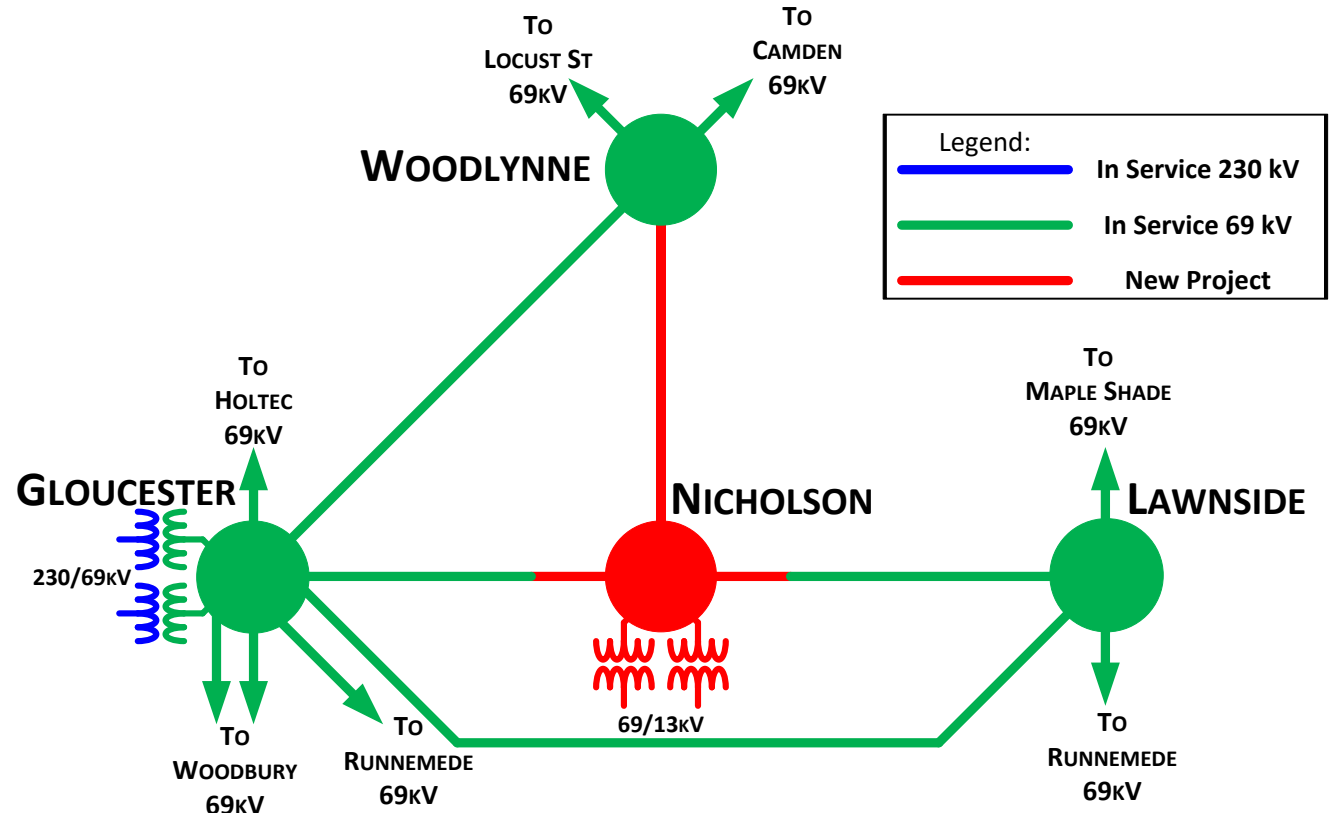 To
Locust St
69kV
To
Camden
69kV
Woodlynne
Legend:
In Service 230 kV
In Service 69 kV
New Project
To
Holtec
69kV
To
Maple Shade
69kV
Gloucester
Nicholson
Lawnside
230/69kV
69/13kV
To
Woodbury
69kV
To
Runnemede
69kV
To
Runnemede
69kV